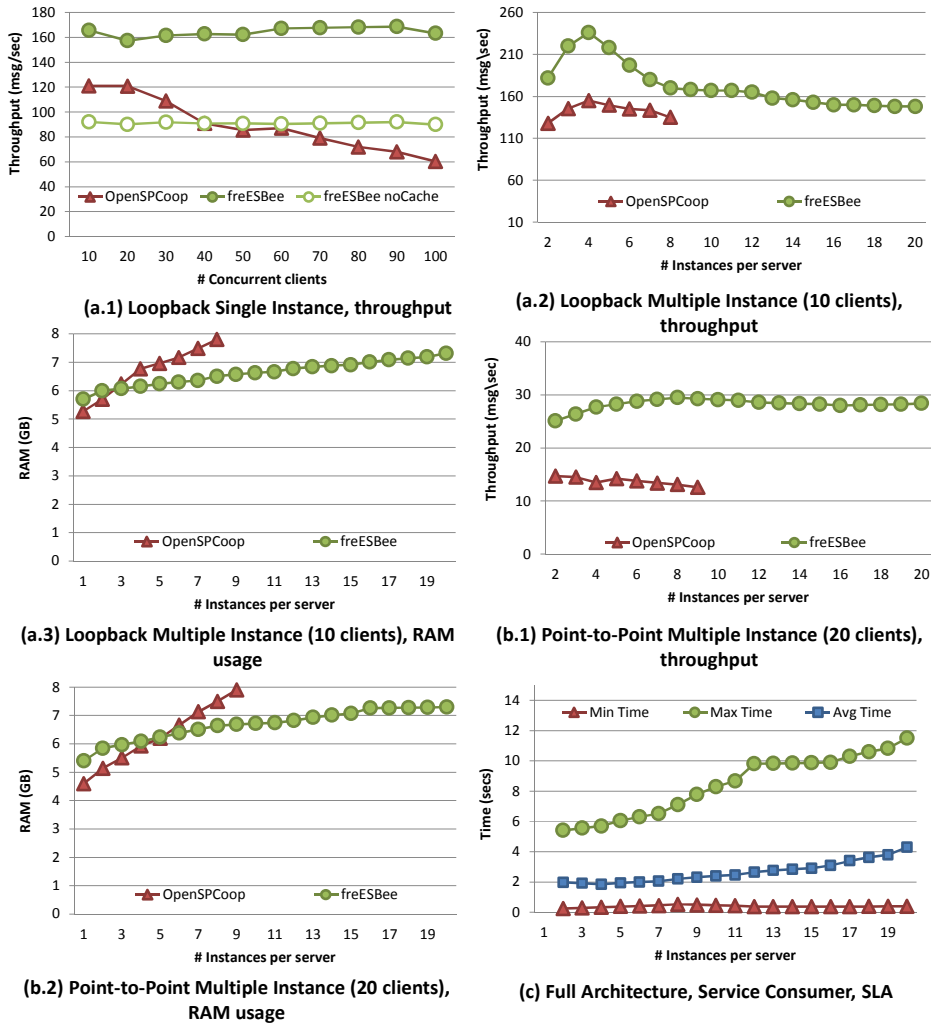 180
160
140
120
100
80
60
40
20
0
Throughput (msg/sec)
OpenSPCoop freESBee freESBee noCache
10 20 30 40 50 60 70 80 90 100
# Concurrent clients
(a.1) Loopback Single Instance, throughput
260
210
160
110
60
10
Throughput (msg\sec)
OpenSPCoop freESBee
2 4 6 8 10 12 14 16 18 20
# Instances per server
(a.2) Loopback Multiple Instance (10 clients),
throughput
8
7
6
5
4
3
2
1
0
RAM (GB)
OpenSPCoop freESBee
1 3 5 7 9 11 13 15 17 19
# Instances per server
(a.3) Loopback Multiple Instance (10 clients), RAM
usage
40
30
20
10
0
Throughput (msg\sec)
OpenSPCoop freESBee
2 4 6 8 10 12 14 16 18 20
# Instances per server
(b.1) Point-to-Point Multiple Instance (20 clients),
throughput
8
7
6
5
4
3
2
1
0
RAM (GB)
OpenSPCoop freESBee
1 3 5 7 9 11 13 15 17 19
# Instances per server
(b.2) Point-to-Point Multiple Instance (20 clients),
RAM usage
14
12
10
8
6
4
2
0
Time (secs)
Min Time Max Time Avg Time
1 3 5 7 9 11 13 15 17 19
# Instances per server
(c) Full Architecture, Service Consumer, SLA